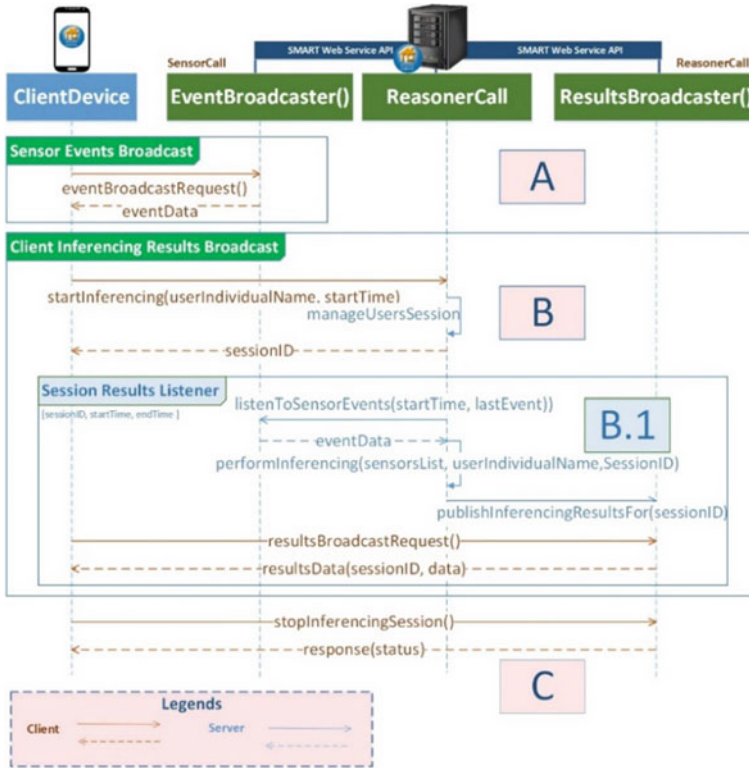 SMART Web Service API
SMART Web Service API
SensorCall
ReasonerCall
ClientDevice
EventBroadcaster()
ReasonerCall
ResultsBroadcaster()
Sensor Events Broadcast
A
eventBroadcastRequest()
eventData
Client Inferencing Results Broadcast
startInferencing(userIndividualName, startTime)
B
manageUsersSession
sessionID
Session Results Listener
[sessionID, startTime, endTime ]
listenToSensorEvents(startTime, lastEvent))
B.1
eventData
performInferencing(sensorsList, userIndividualName,SessionID)
publishInferencingResultsFor(sessionID)
resultsBroadcastRequest()
resultsData(sessionID, data)
stopInferencingSession()
response(status)
C
Legends
Client
Server